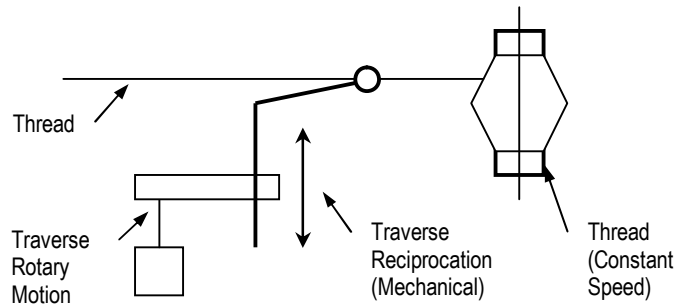 Thread
Traverse
Rotary
Motion
Traverse
Reciprocation
(Mechanical)
Thread
(Constant
Speed)